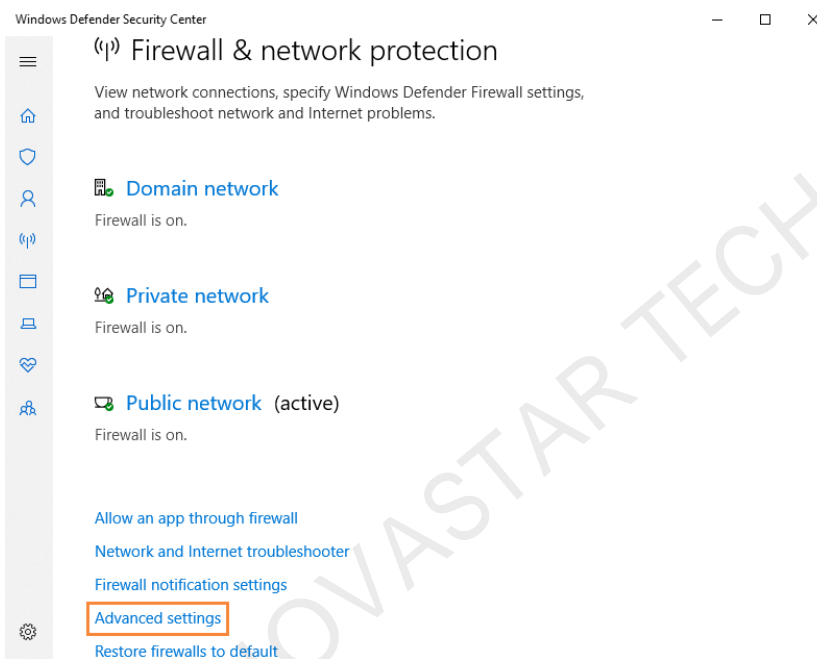 Windows Defender Security Center
Firewall & network protection
View network connections, specify Windows Defender Firewall settings,
and troubleshoot network and Internet problems.
Domain network
Firewall is on.
Private network
Firewall is on.
Public network (active)
Firewall is on.
Allow an app through firewall
Network and Internet troubleshooter
Firewall notification settings
Advanced settings
Restore firewalls to default
OVASTAR TECH